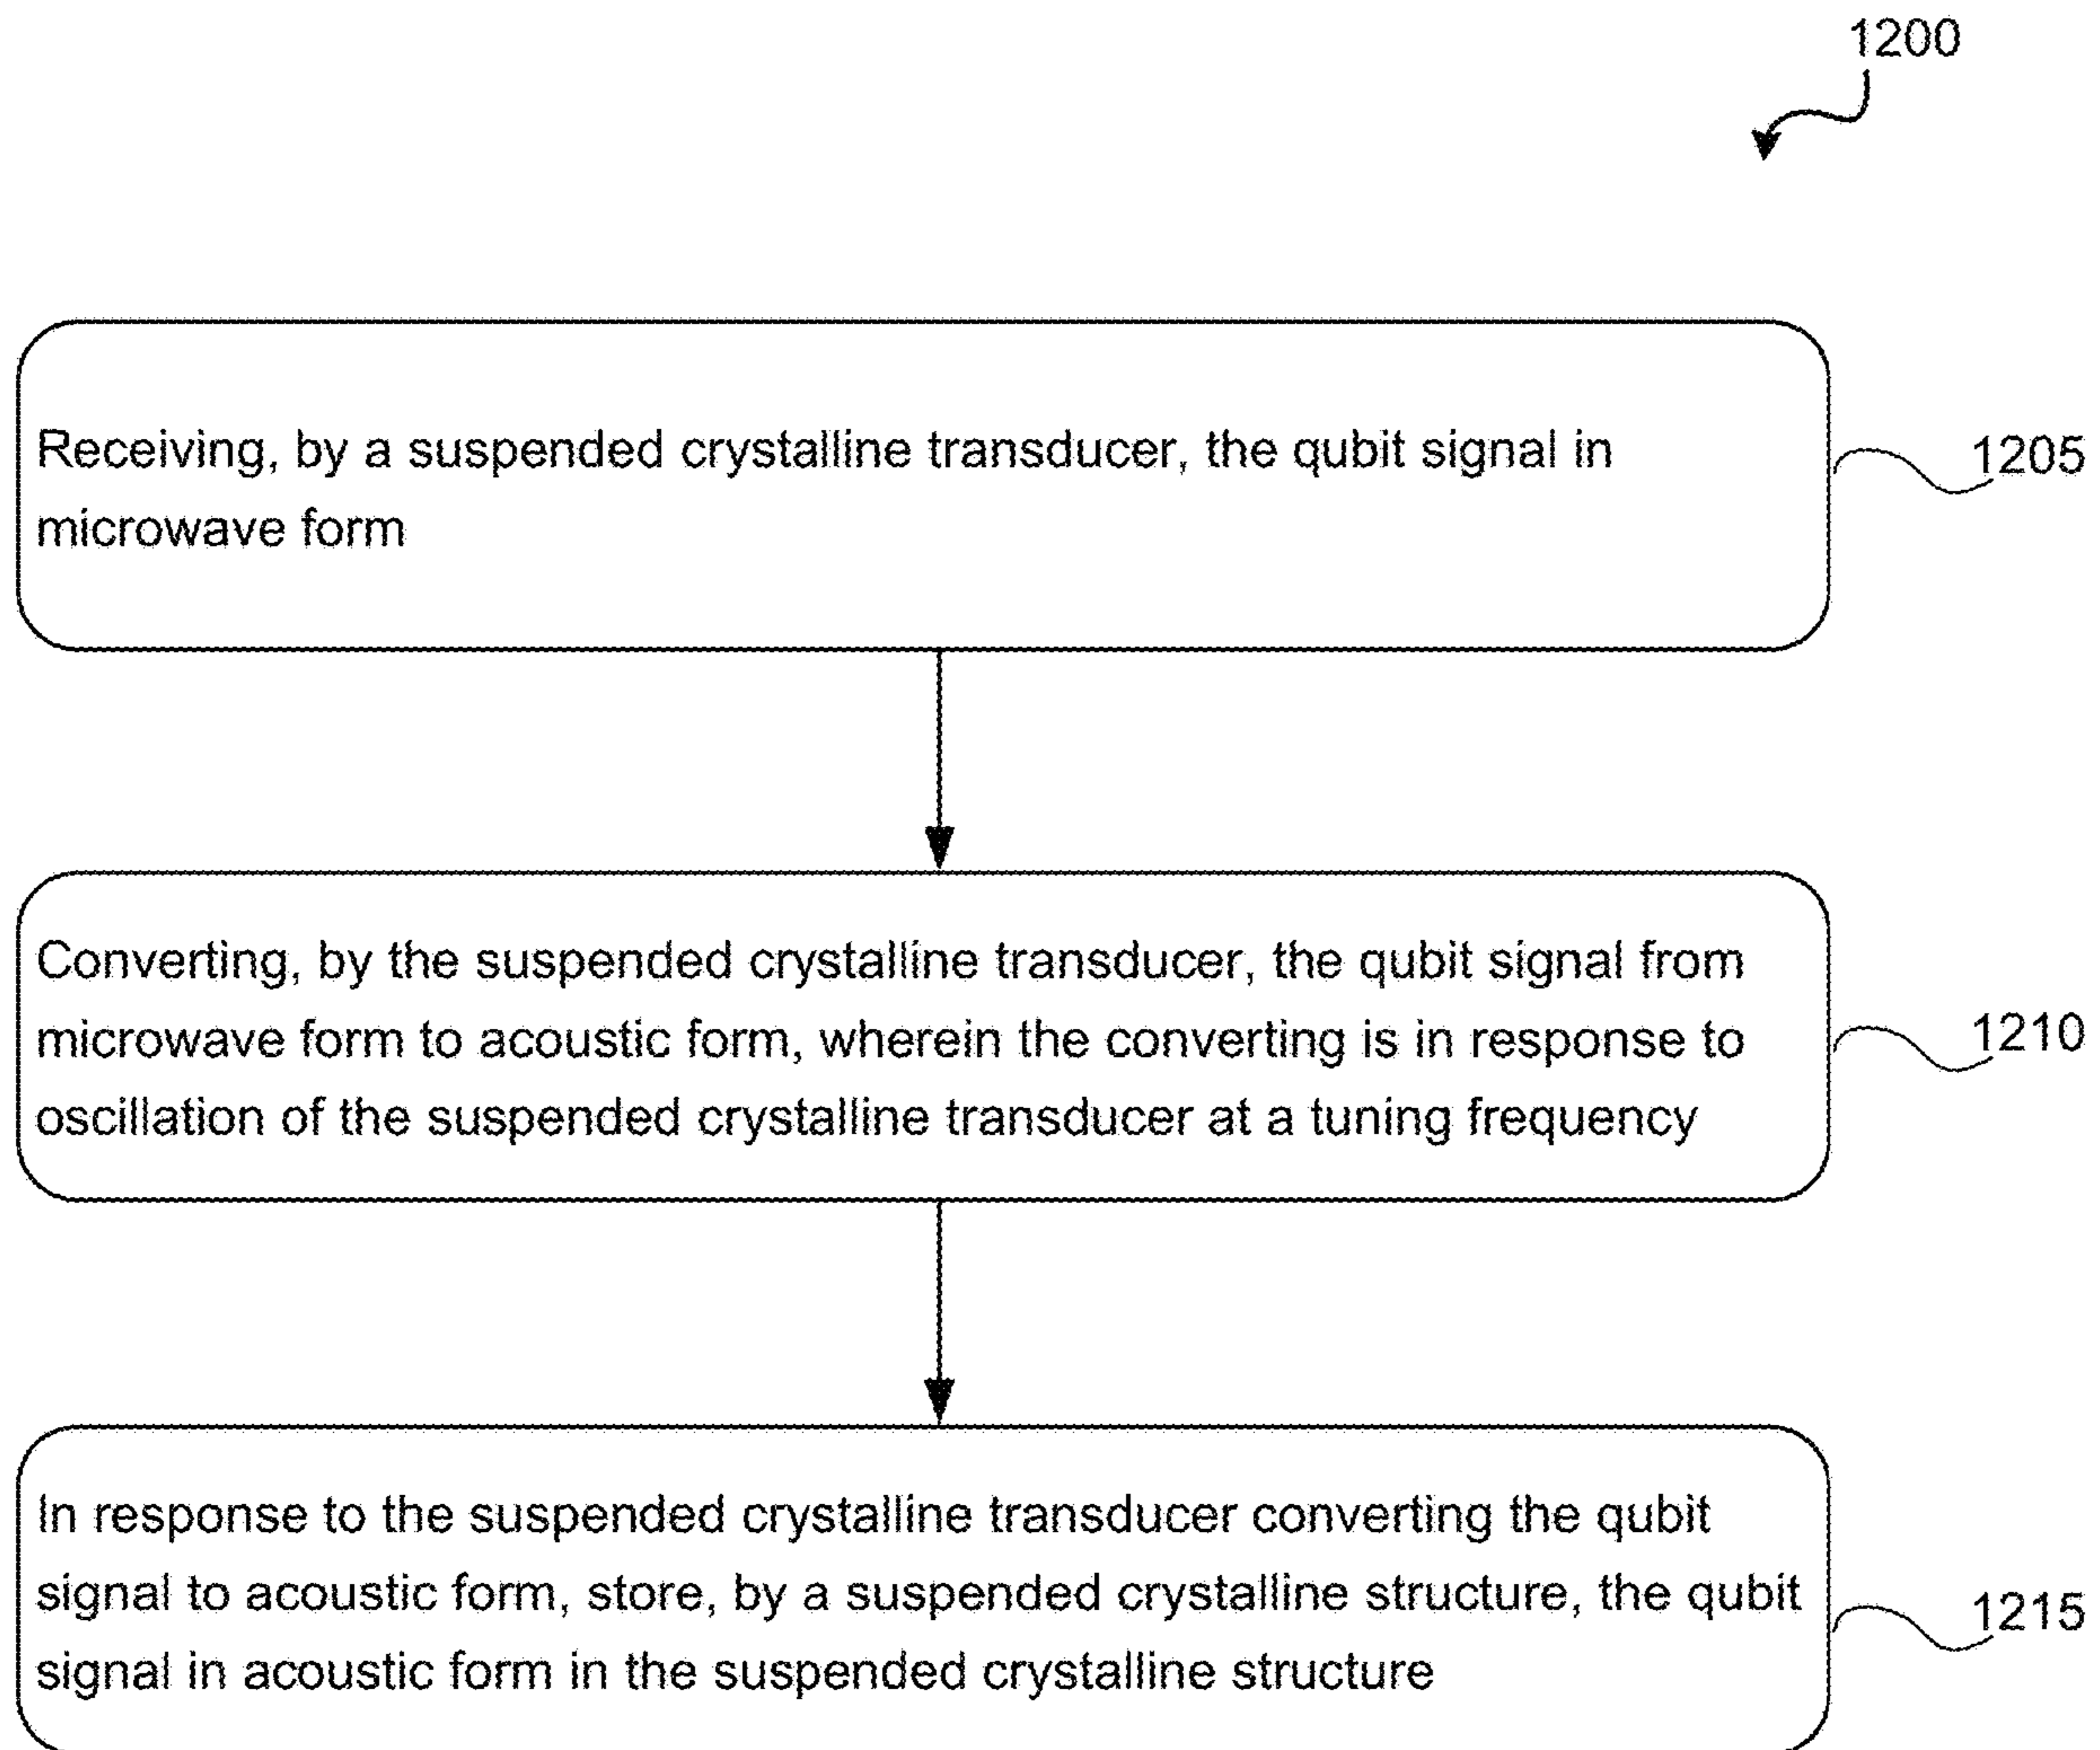 1200
Receiving, by a suspended crystalline transducer, the qubit signal in
microwave form
1205
Converting, by the suspended crystalline transducer, the qubit signal from
microwave form to acoustic form, wherein the converting is in response to
oscillation of the suspended crystalline transducer at a tuning frequency
1210
In response to the suspended crystalline transducer converting the qubit
signal to acoustic form, store, by a suspended crystalline structure, the qubit
signal in acoustic form in the suspended crystalline structure
1215